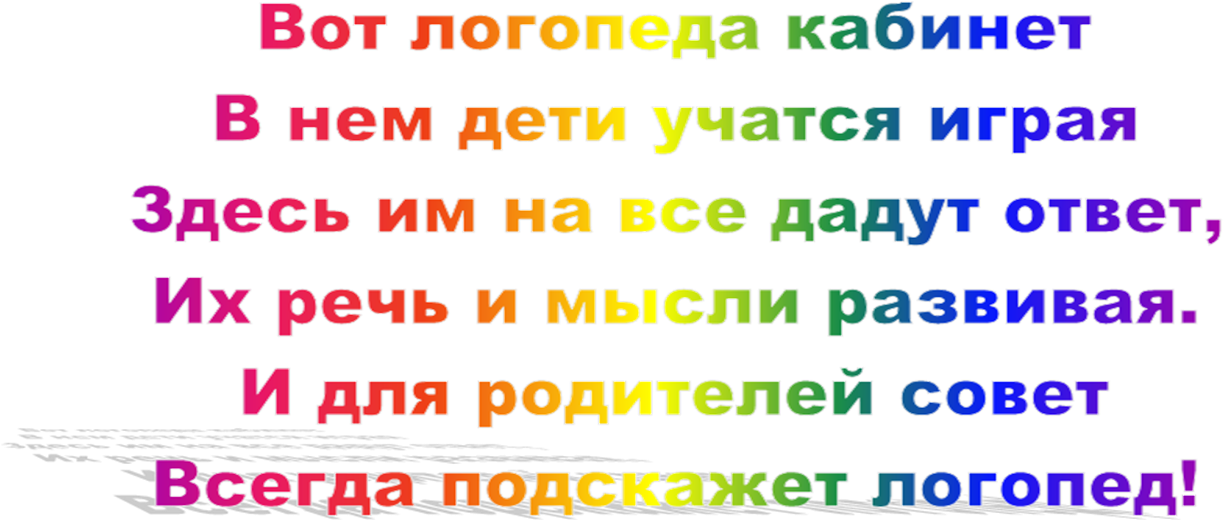 Вот логопеда кабинет
В нем дети учатся играя
Здесь им на все дадут ответ,
Их речь и мысли развивая.
И для родителей совет
Всегда подскажет логопед!